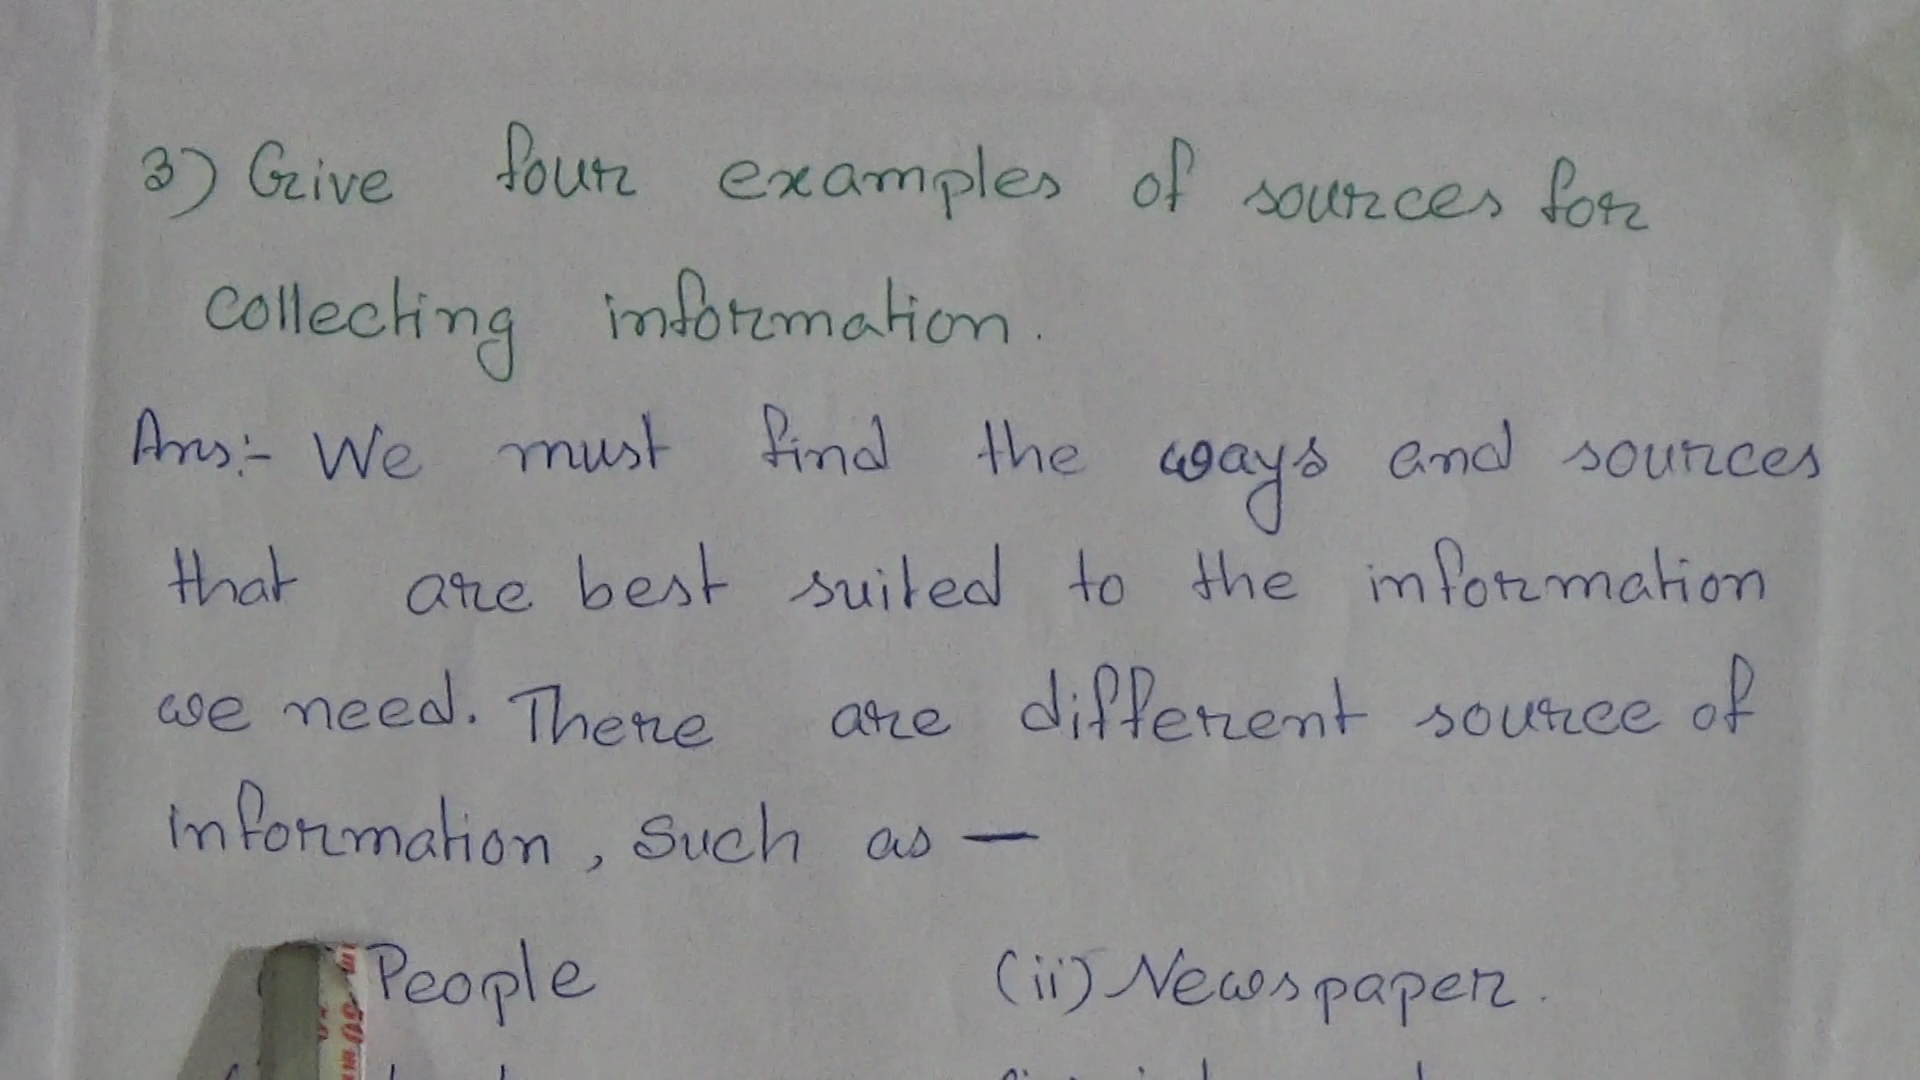 3) Give four examples of sources for
collecting information.
Ans:- We must find the ways and sources
that are best suited to the information
we need. There are different source of
information, such as —
People (ii) Newspaper.